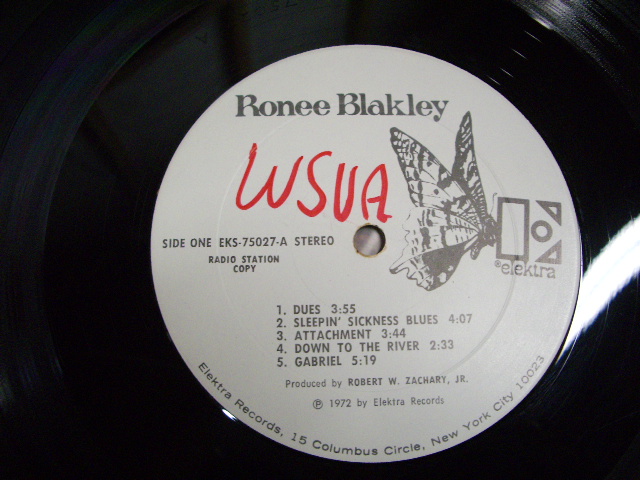 Ronee Blakley
WSUA
SIDE ONE EKS-75027-A STEREO
RADIO STATION
COPY
elektra
1. DUES 3:55
2. SLEEPIN' SICKNESS BLUES 4:07
3. ATTACHMENT 3:44
4. DOWN TO THE RIVER 2:33
5. GABRIEL 5:19
Produced by ROBERT W. ZACHARY, JR.
℗ 1972 by Elektra Records
Elektra Records, 15 Columbus Circle, New York City 10023